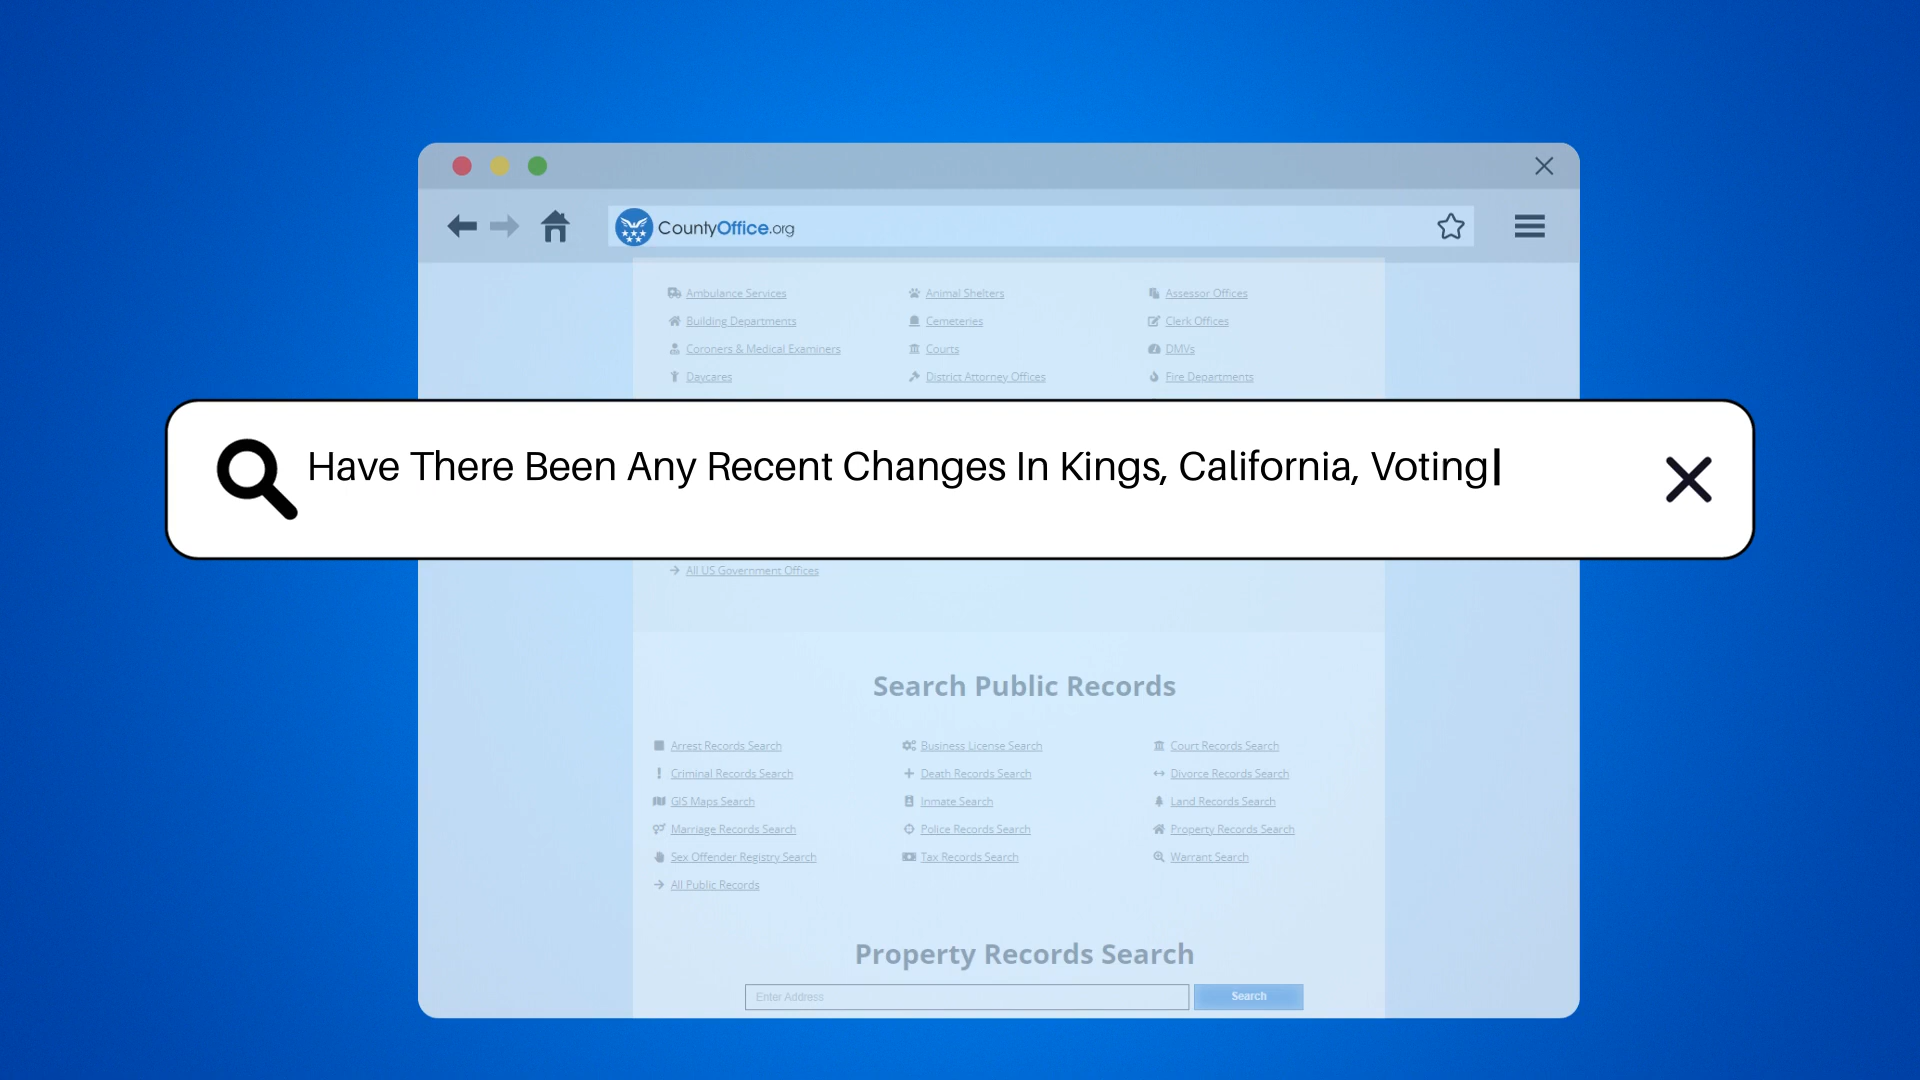 CountyOffice.org
Ambulance Services Animal Shelters Assessor Offices
Building Departments Cemeteries Clerk Offices
Coroners & Medical Examiners Courts DMVs
Daycares District Attorney Offices Fire Departments
Have There Been Any Recent Changes In Kings, California, Voting
All US Government Offices
Search Public Records
Arrest Records Search Business License Search Court Records Search
Criminal Records Search Death Records Search Divorce Records Search
GIS Maps Search Inmate Search Land Records Search
Marriage Records Search Police Records Search Property Records Search
Sex Offender Registry Search Tax Records Search Warrant Search
All Public Records
Property Records Search
Enter Address Search